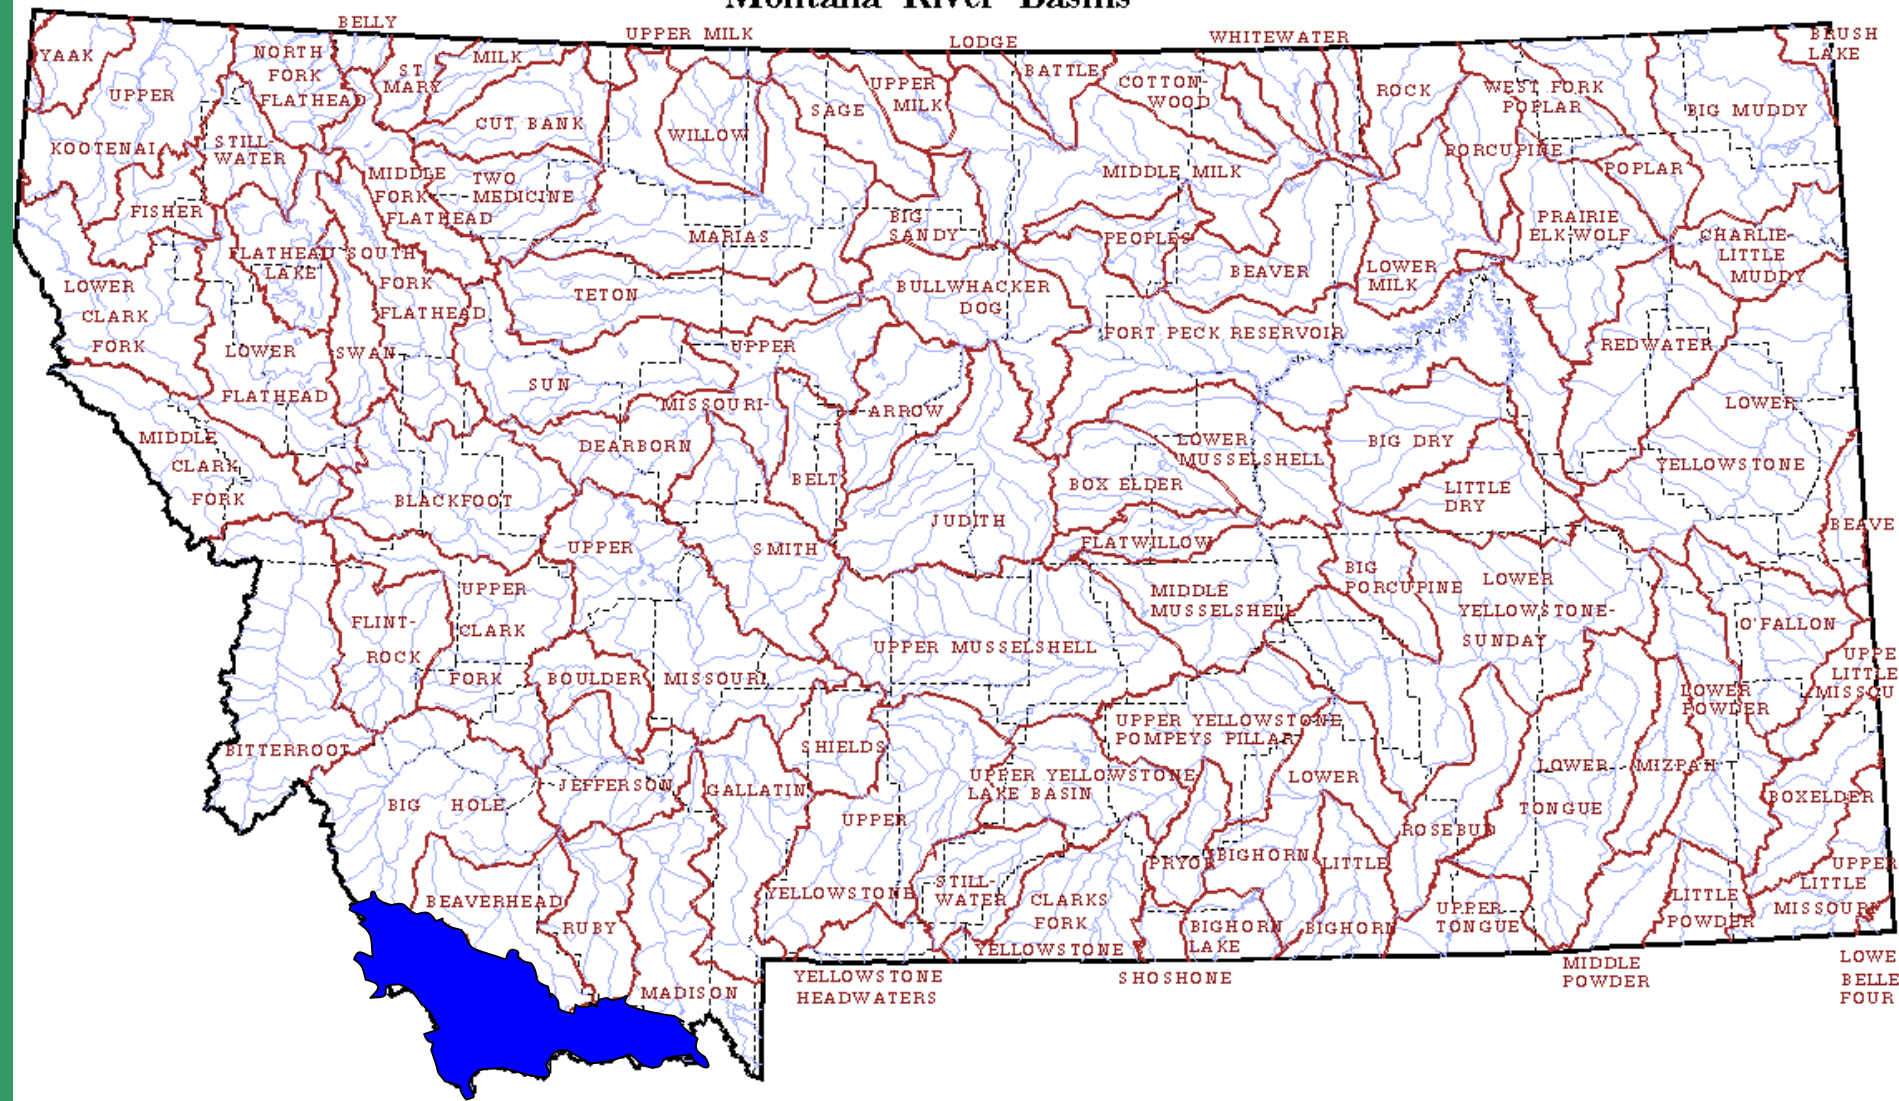 Montana River Basins
BELLY
UPPER MILK
LODGE
WHITEWATER
BRUSH
LAKE
YAAK
NORTH
FORK
FLATHEAD
ST
MARY
MILK
UPPER
MILK
BATTLE
COTTON-
WOOD
ROCK
WEST FORK
POPLAR
BIG MUDDY
UPPER
KOOTENAI
STILL-
WATER
CUT BANK
WILLOW
SAGE
PORCUPINE
POPLAR
MIDDLE
FORK
FLATHEAD
TWO
MEDICINE
MIDDLE MILK
FISHER
BIG
SANDY
MARIAS
PEOPLES
PRAIRIE
ELK-WOLF
CHARLIE-
LITTLE
MUDDY
FLATHEAD
LAKE
SOUTH
FORK
FLATHEAD
BEAVER
LOWER
MILK
LOWER
CLARK
FORK
TETON
BULLWHACKER
DOG
FORT PECK RESERVOIR
REDWATER
LOWER
FLATHEAD
SWAN
SUN
UPPER
MISSOURI-
DEARBORN
ARROW
LOWER
YELLOWSTONE
MIDDLE
CLARK
FORK
BLACKFOOT
BELT
LOWER
MUSSELSHELL
BIG DRY
BOX ELDER
LITTLE
DRY
JUDITH
BEAVE
UPPER
MISSOURI
SMITH
FLATWILLOW
BIG
PORCUPINE
LOWER
YELLOWSTONE-
SUNDAY
FLINT-
ROCK
UPPER
CLARK
FORK
MIDDLE
MUSSELSHELL
O'FALLON
UPPER MUSSELSHELL
UPPE
LITTLE
MISSOU
BOULDER
LOWER
POWDER
BITTERROOT
SHIELDS
UPPER YELLOWSTONE
POMPEYS PILLAR
BIG HOLE
JEFFERSON
GALLATIN
UPPER YELLOWSTONE
LAKE BASIN
LOWER
BIGHORN
LOWER
TONGUE
MIZPAH
BOXELDER
UPPER
YELLOWSTONE
ROSEBUD
PRYOR
LITTLE
BIGHORN
UPPER
LITTLE
MISSOURI
BEAVERHEAD
RUBY
STILL-
WATER
CLARKS
FORK
YELLOWSTONE
BIGHORN
LAKE
UPPER
TONGUE
LITTLE
POWDER
MADISON
YELLOWSTONE
HEADWATERS
SHOSHONE
MIDDLE
POWDER
LOWE
BELLE
FOUR